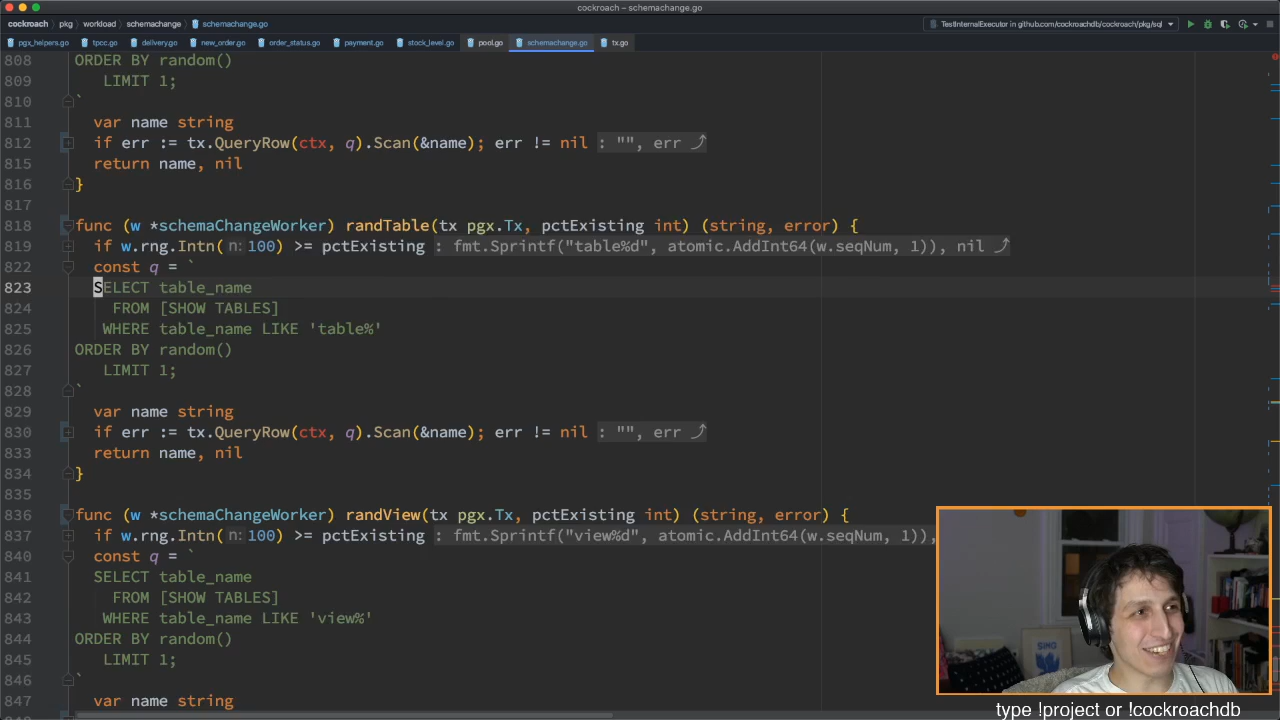 cockroach – schemachange.go
cockroach pkg workload schemachange schemachange.go TestInternalExecutor in github.com/cockroachdb/cockroach/pkg/sql
pgx_helpers.go tpcc.go delivery.go new_order.go order_status.go payment.go stock_level.go pool.go schemachange.go tx.go
808 ORDER BY random()
809 LIMIT 1;
810 `
811 var name string
812 if err := tx.QueryRow(ctx, q).Scan(&name); err != nil : "", err
815 return name, nil
816 }
817
818 func (w *schemaChangeWorker) randTable(tx pgx.Tx, pctExisting int) (string, error) {
819 if w.rng.Intn( n: 100) >= pctExisting : fmt.Sprintf("table%d", atomic.AddInt64(w.seqNum, 1)), nil
822 const q = `
823 SELECT table_name
824 FROM [SHOW TABLES]
825 WHERE table_name LIKE 'table%'
826 ORDER BY random()
827 LIMIT 1;
828 `
829 var name string
830 if err := tx.QueryRow(ctx, q).Scan(&name); err != nil : "", err
833 return name, nil
834 }
835
836 func (w *schemaChangeWorker) randView(tx pgx.Tx, pctExisting int) (string, error) {
837 if w.rng.Intn( n: 100) >= pctExisting : fmt.Sprintf("view%d", atomic.AddInt64(w.seqNum, 1)),
840 const q = `
841 SELECT table_name
842 FROM [SHOW TABLES]
843 WHERE table_name LIKE 'view%'
844 ORDER BY random()
845 LIMIT 1;
846 `
847 var name string
type !project or !cockroachdb